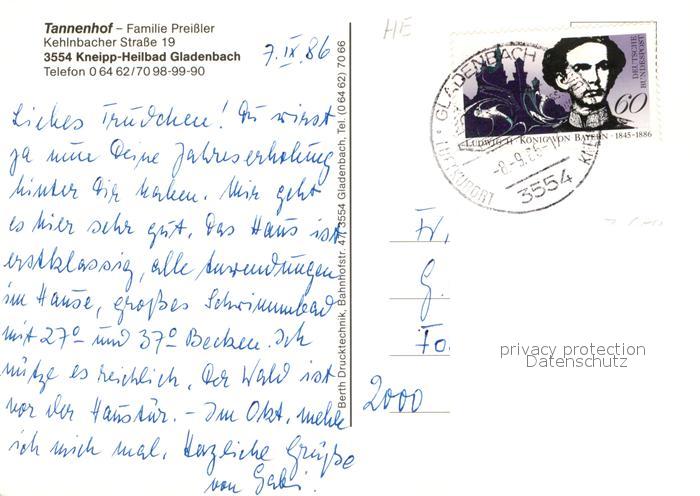 Tannenhof – Familie Preißler
Kehlnbacher Straße 19
3554 Kneipp-Heilbad Gladenbach
Telefon 0 64 62/70 98-99-90
7. IX. 86
Liebes Trudchen! Du wirst
ja nun Deine Jahreserholung
hinter Dir haben. Mir geht
es hier sehr gut. Das Haus ist
erstklassig, alle Anwendungen
im Hause, großes Schwimmbad
mit 27° und 37° Becken. Ich
nütze es reichlich. Der Wald ist
vor der Haustür. – Im Okt. melde
ich mich mal. Herzliche Grüße
von Gabi.
Berth Drucktechnik, Bahnhofstr. 47, 3554 Gladenbach, Tel. (0 64 62) 70 66
HE
DEUTSCHE
BUNDESPOST
60
LUDWIG II. KÖNIG VON BAYERN · 1845-1886
GLADENBACH
LUFTKURORT
3554
Fr.
G.
Fo.
2000
privacy protection
Datenschutz